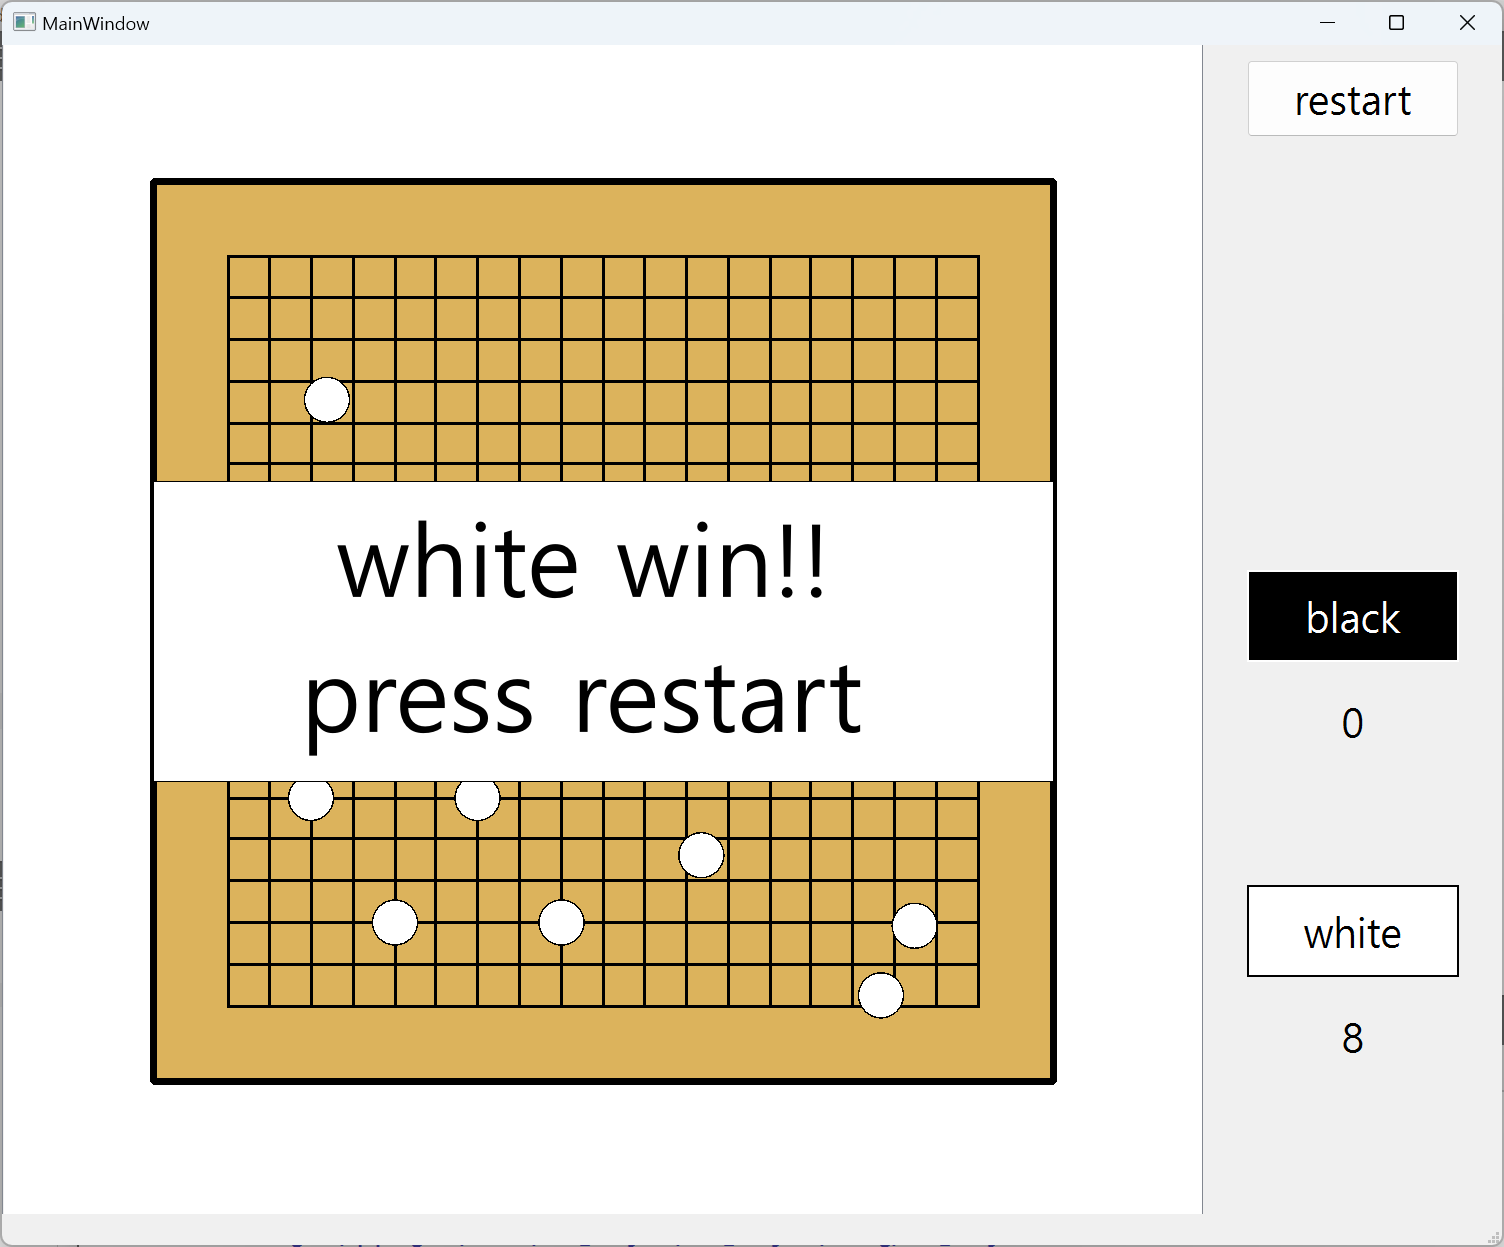 MainWindow
restart
white win!!
press restart
black
0
white
8